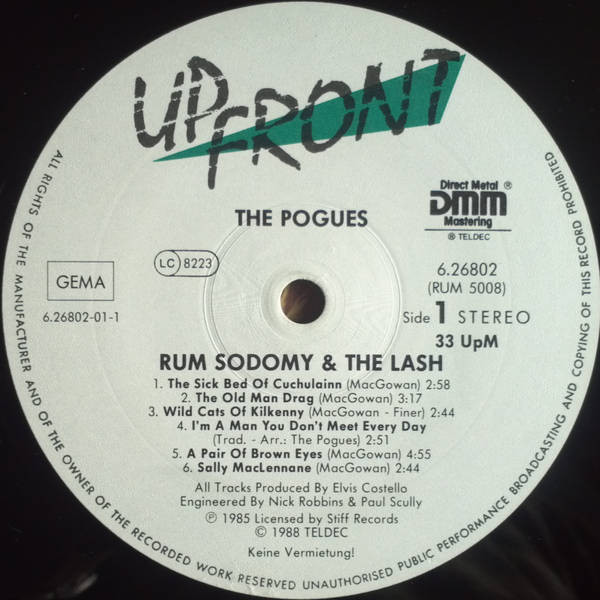 UPFRONT
THE POGUES
Direct Metal ®
DMM
Mastering
® TELDEC
GEMA
LC 8223
6.26802-01-1
6.26802
(RUM 5008)
Side 1 STEREO
33 UpM
RUM SODOMY & THE LASH
1. The Sick Bed Of Cuchulainn (MacGowan) 2:58
2. The Old Man Drag (MacGowan) 3:17
3. Wild Cats Of Kilkenny (MacGowan - Finer) 2:44
4. I'm A Man You Don't Meet Every Day
(Trad. - Arr.: The Pogues) 2:51
5. A Pair Of Brown Eyes (MacGowan) 4:55
6. Sally MacLennane (MacGowan) 2:44
All Tracks Produced By Elvis Costello
Engineered By Nick Robbins & Paul Scully
℗ 1985 Licensed by Stiff Records
© 1988 TELDEC
Keine Vermietung!
ALL RIGHTS OF THE MANUFACTURER AND OF THE OWNER OF THE RECORDED WORK RESERVED UNAUTHORISED PUBLIC PERFORMANCE BROADCASTING AND COPYING OF THIS RECORD PROHIBITED